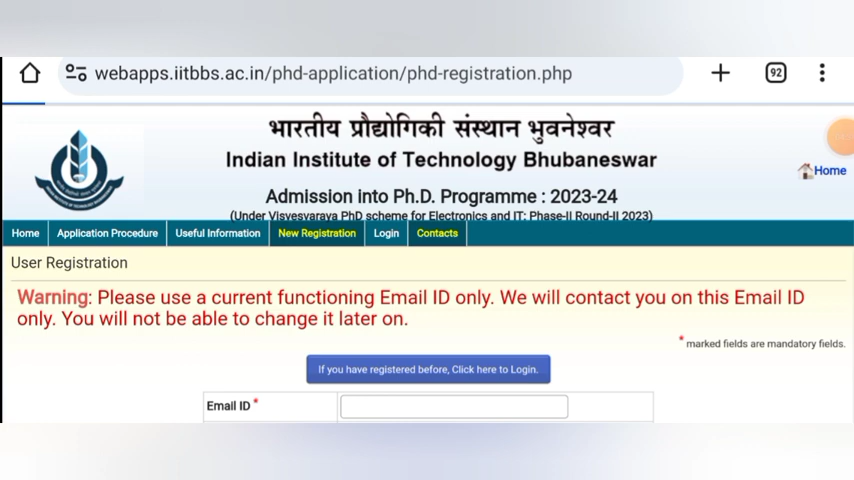 webapps.iitbbs.ac.in/phd-application/phd-registration.php
92
भारतीय प्रौद्योगिकी संस्थान भुवनेश्वर
Indian Institute of Technology Bhubaneswar
Home
Admission into Ph.D. Programme : 2023-24
(Under Visvesvaraya PhD scheme for Electronics and IT: Phase-II Round-II 2023)
Home Application Procedure Useful Information New Registration Login Contacts
User Registration
Warning: Please use a current functioning Email ID only. We will contact you on this Email ID
only. You will not be able to change it later on.
* marked fields are mandatory fields.
If you have registered before, Click here to Login.
Email ID *